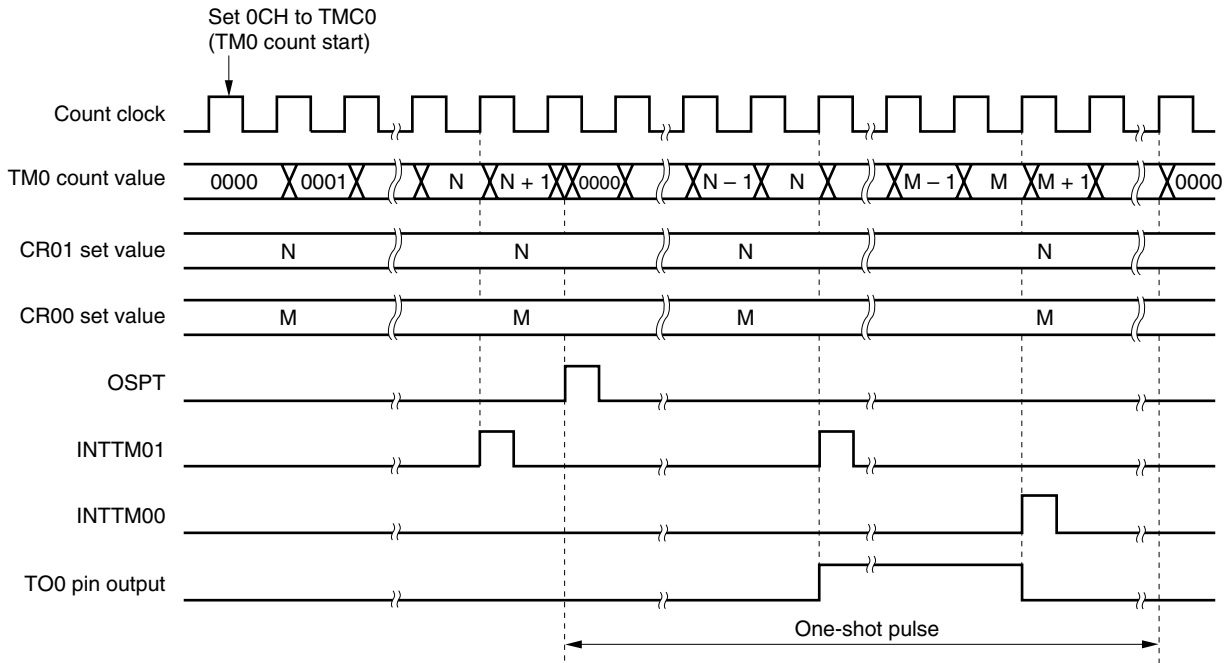 Set 0CH to TMC0
(TM0 count start)
Count clock
TM0 count value 0000 0001 N N + 1 0000 N – 1 N M – 1 M M + 1 0000
CR01 set value N N N N
CR00 set value M M M M
OSPT
INTTM01
INTTM00
TO0 pin output
One-shot pulse